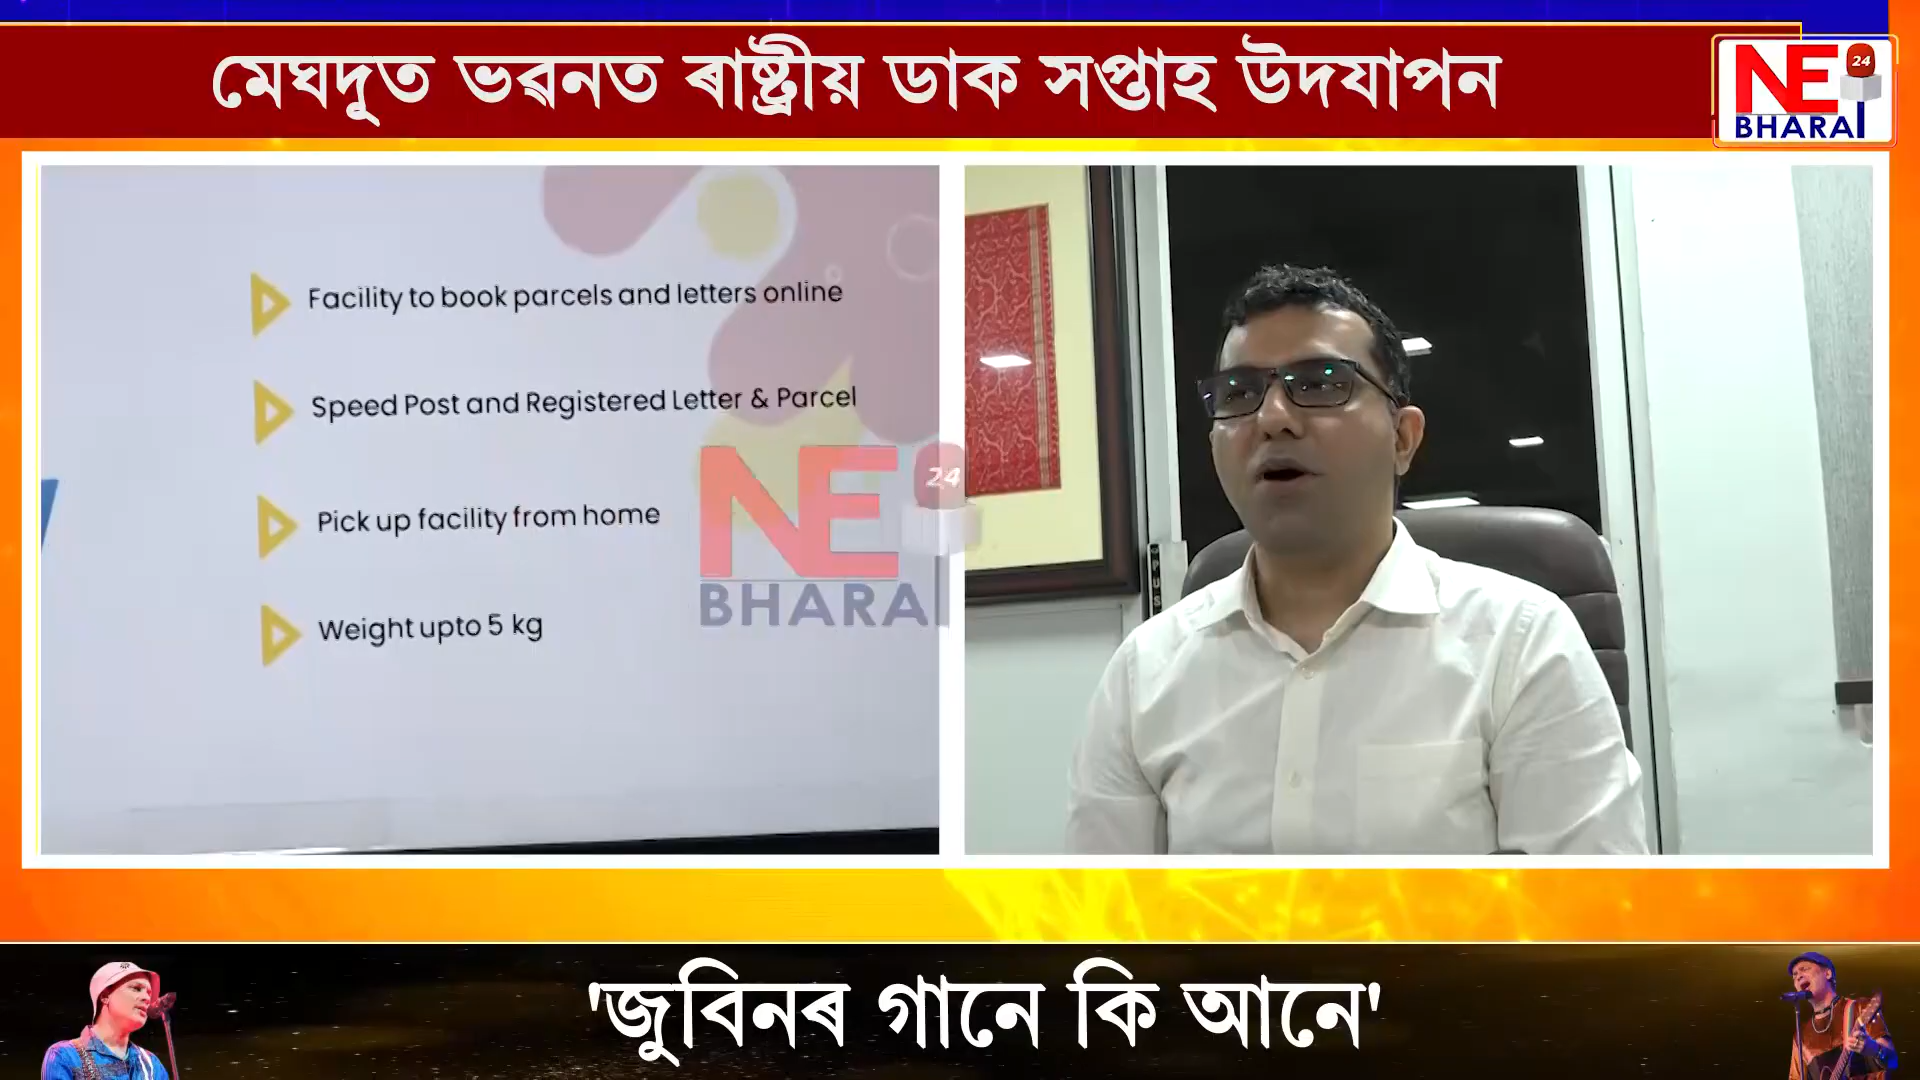 মেঘদূত ভৱনত ৰাষ্ট্ৰীয় ডাক সপ্তাহ উদযাপন
NE
24
BHARAT
Facility to book parcels and letters online
Speed Post and Registered Letter & Parcel
Pick up facility from home
Weight upto 5 kg
NE
24
BHARAT
PUS
'জুবিনৰ গানে কি আনে'